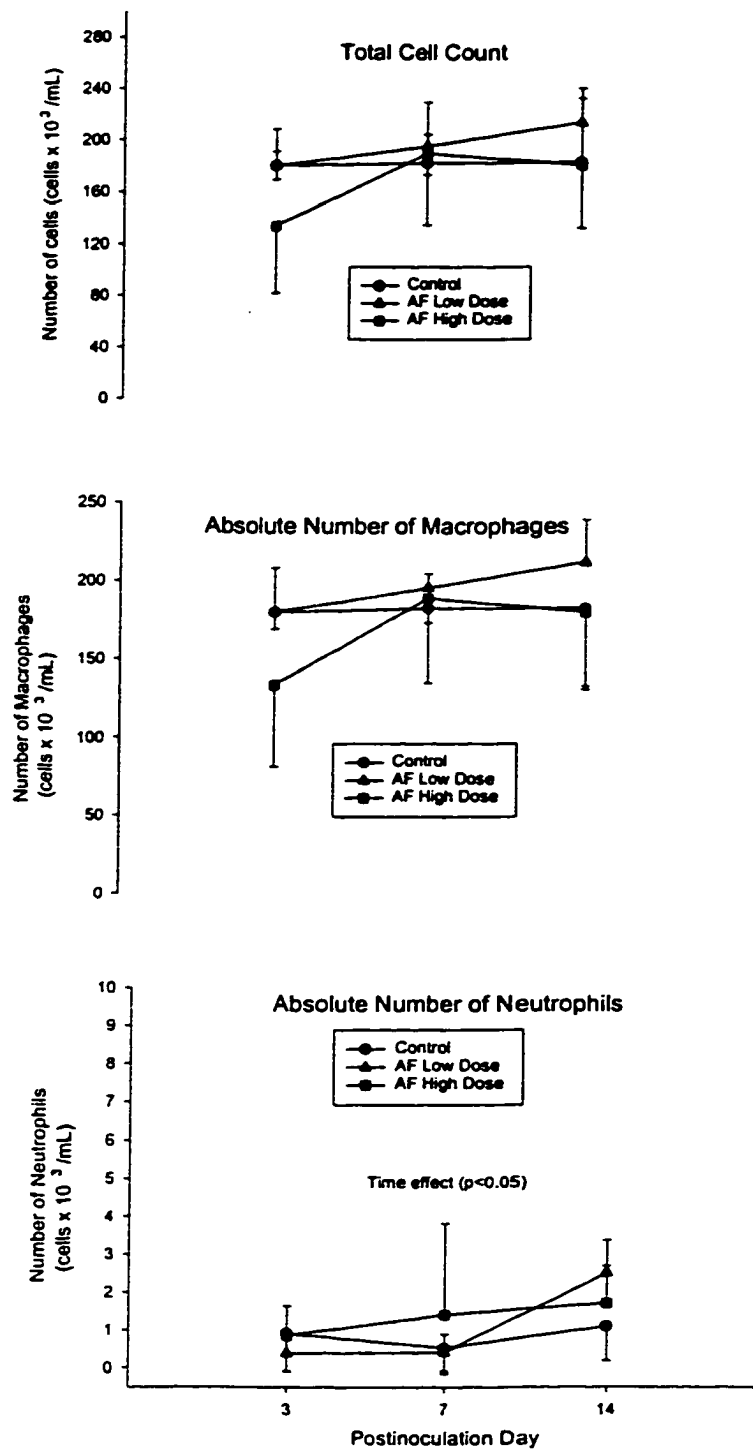 Total Cell Count
Number of cells (cells x 10³ /mL)
280
240
200
160
120
80
40
0
Control
AF Low Dose
AF High Dose
Absolute Number of Macrophages
Number of Macrophages
(cells x 10 ³ /mL)
250
200
150
100
50
0
Control
AF Low Dose
AF High Dose
Absolute Number of Neutrophils
Number of Neutrophils
(cells x 10 ³ /mL)
10
9
8
7
6
5
4
3
2
1
0
Control
AF Low Dose
AF High Dose
Time effect (p<0.05)
3 7 14
Postinoculation Day